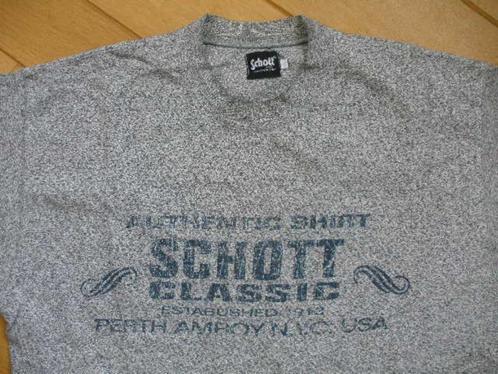 Schott
AUTHENTIC SHIRT
SCHOTT
CLASSIC
ESTABLISHED 1913
PERTH AMBOY N.Y.C. USA